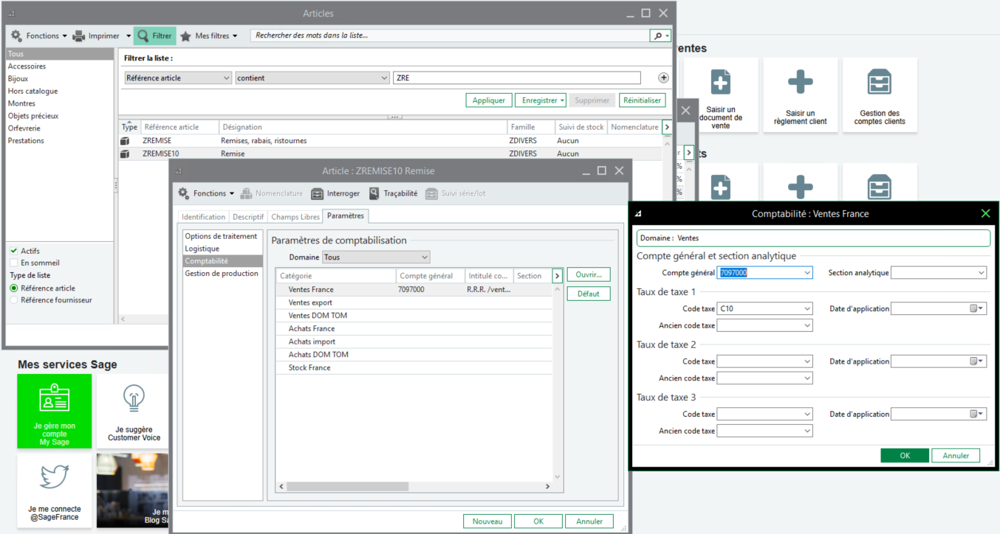 Articles
Fonctions
Imprimer
Filtrer
Mes filtres
Rechercher des mots dans la liste...
Tous
Accessoires
Bijoux
Hors catalogue
Montres
Objets précieux
Orfevrerie
Prestations
Filtrer la liste :
Référence article
contient
ZRE
Appliquer
Enregistrer
Supprimer
Réinitialiser
Type Référence article Désignation Famille Suivi de stock Nomenclature
ZREMISE Remises, rabais, ristournes ZDIVERS Aucun
ZREMISE10 Remise ZDIVERS Aucun
Actifs
En sommeil
Type de liste
Référence article
Référence fournisseur
Article : ZREMISE10 Remise
Fonctions
Nomenclature
Interroger
Traçabilité
Suivi série/lot
Identification
Descriptif
Champs Libres
Paramètres
Options de traitement
Logistique
Comptabilité
Gestion de production
Paramètres de comptabilisation
Domaine Tous
Catégorie Compte général Intitulé co... Section
Ventes France 7097000 R.R.R. /vent...
Ventes export
Ventes DOM TOM
Achats France
Achats import
Achats DOM TOM
Stock France
Ouvrir...
Défaut
Nouveau
OK
Annuler
ventes
Saisir un
document de
vente
Saisir un
règlement client
Gestion des
comptes clients
ts
r
%
%
%
Comptabilité : Ventes France
Domaine : Ventes
Compte général et section analytique
Compte général 7097000 Section analytique
Taux de taxe 1
Code taxe C10 Date d'application
Ancien code taxe
Taux de taxe 2
Code taxe Date d'application
Ancien code taxe
Taux de taxe 3
Code taxe Date d'application
Ancien code taxe
OK
Annuler
Mes services Sage
Je gère mon
compte
My Sage
Je suggère
Customer Voice
Je me connecte
@SageFrance
Je m
Blog Sa